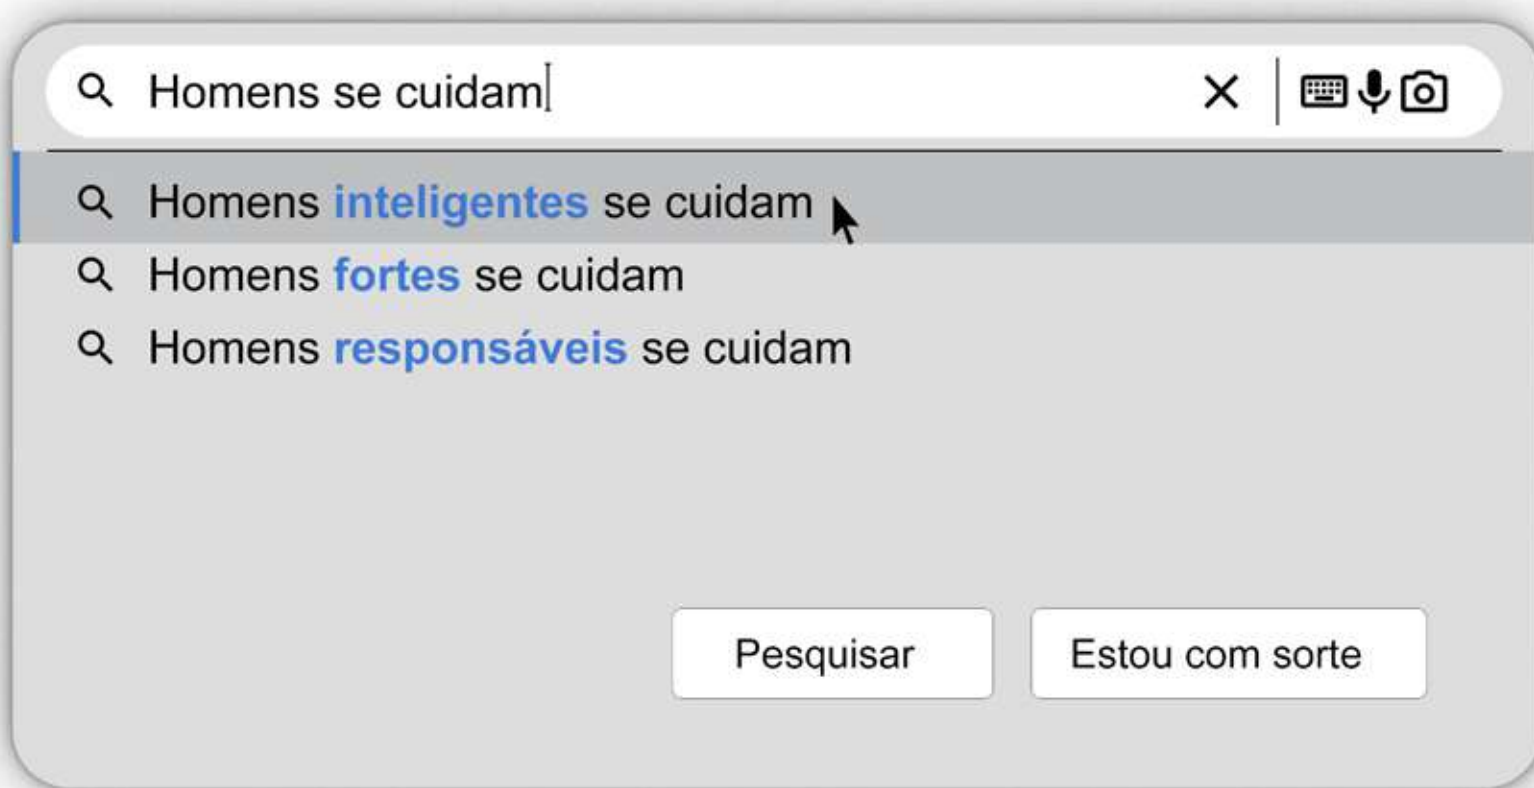 Homens se cuidam
Homens inteligentes se cuidam
Homens fortes se cuidam
Homens responsáveis se cuidam
Pesquisar
Estou com sorte